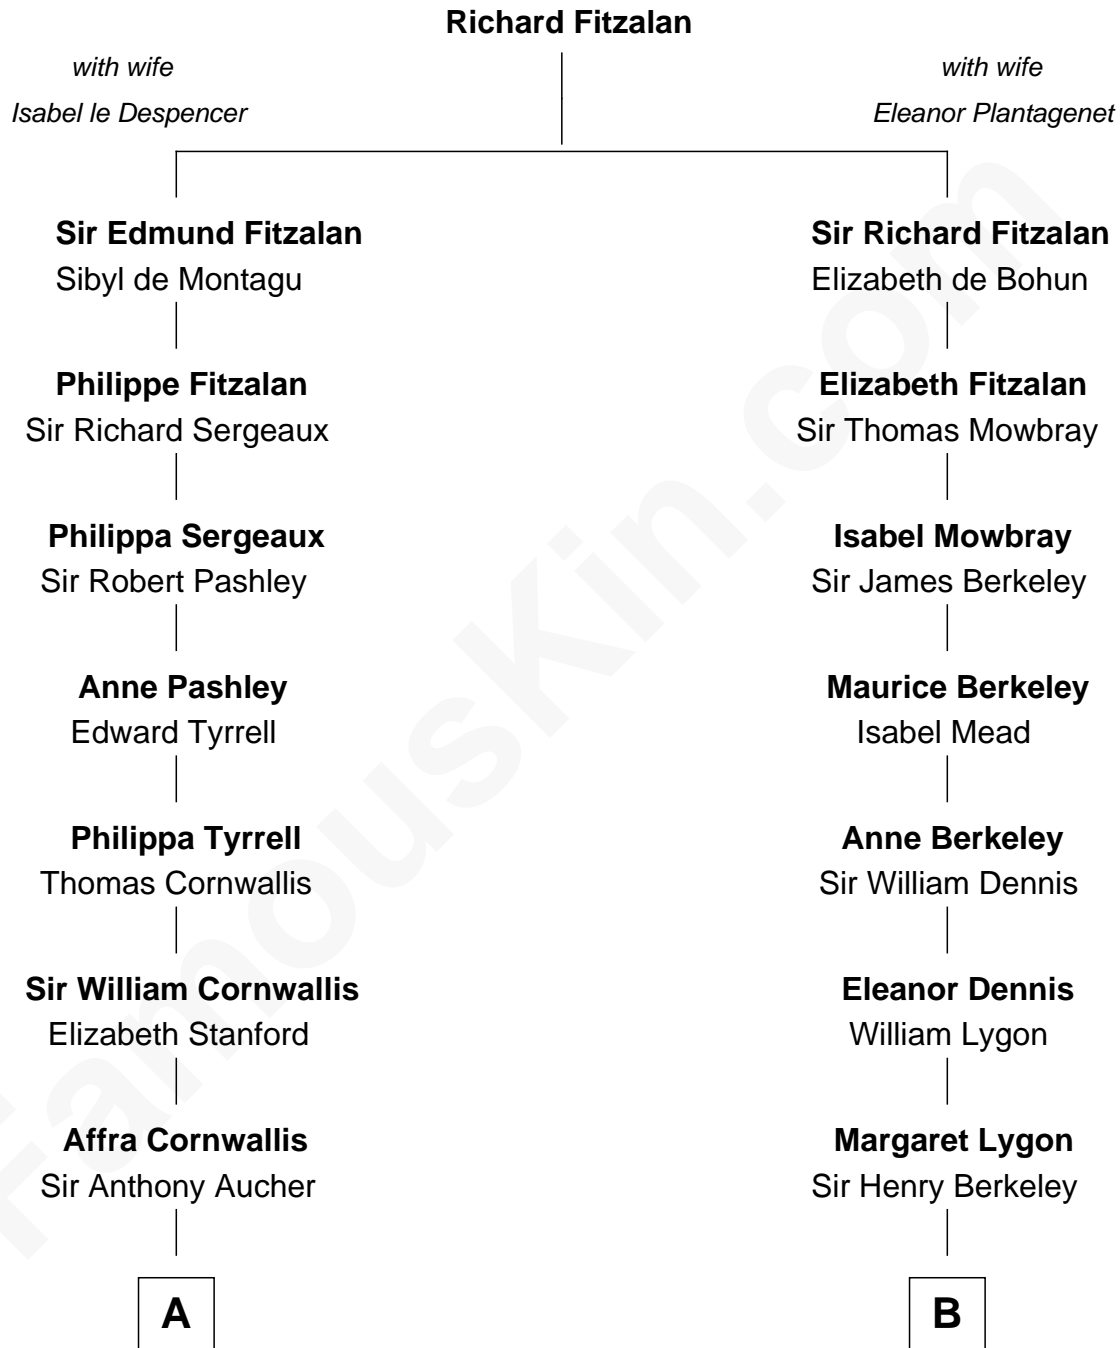 Richard Fitzalan
with wife
Isabel le Despencer
with wife
Eleanor Plantagenet
Sir Edmund Fitzalan
Sibyl de Montagu
Philippe Fitzalan
Sir Richard Sergeaux
Philippa Sergeaux
Sir Robert Pashley
Anne Pashley
Edward Tyrrell
Philippa Tyrrell
Thomas Cornwallis
Sir William Cornwallis
Elizabeth Stanford
Affra Cornwallis
Sir Anthony Aucher
A
Sir Richard Fitzalan
Elizabeth de Bohun
Elizabeth Fitzalan
Sir Thomas Mowbray
Isabel Mowbray
Sir James Berkeley
Maurice Berkeley
Isabel Mead
Anne Berkeley
Sir William Dennis
Eleanor Dennis
William Lygon
Margaret Lygon
Sir Henry Berkeley
B
FamousKin.com